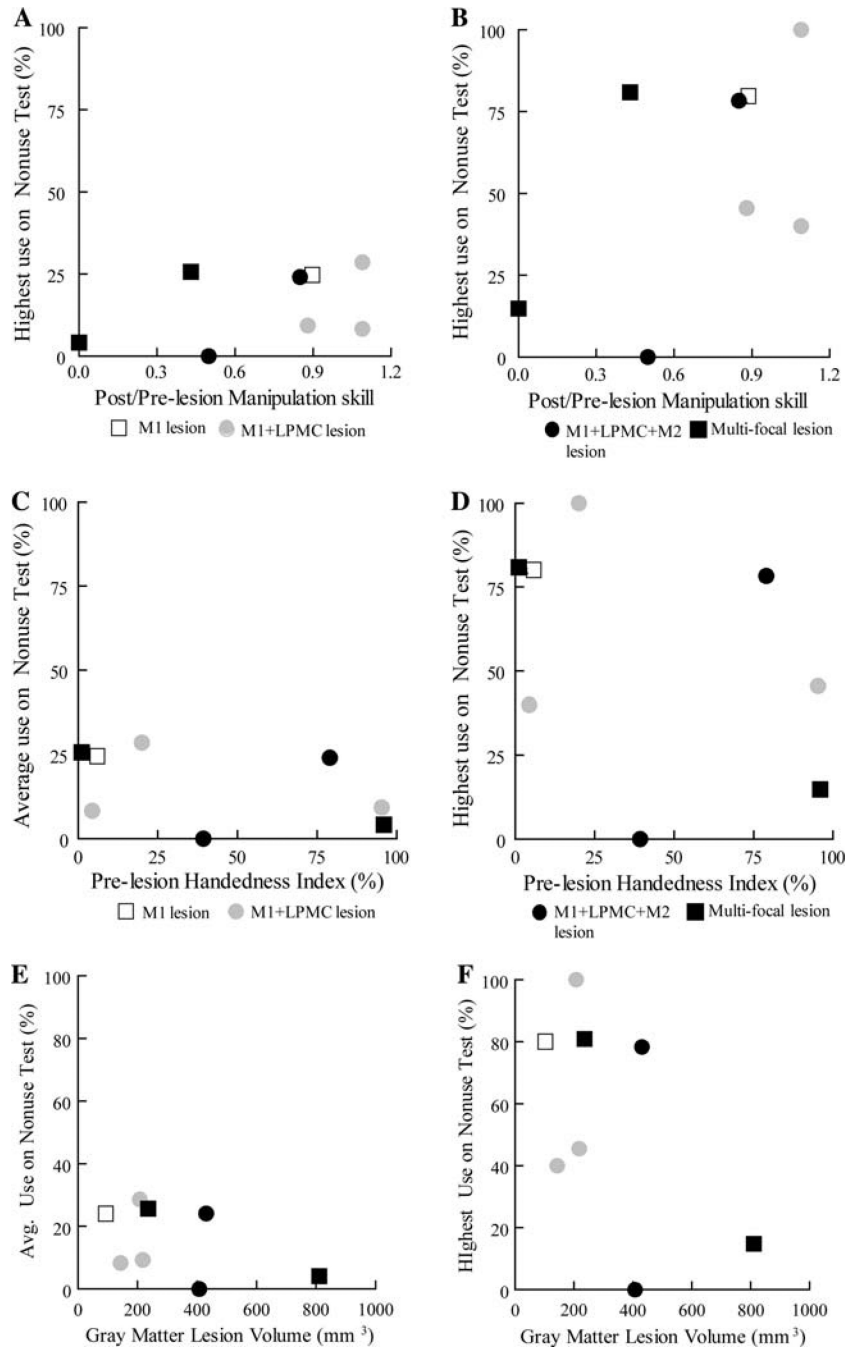 A
Highest use on Nonuse Test (%)
100
75
50
25
0
0.0 0.3 0.6 0.9 1.2
Post/Pre-lesion Manipulation skill
M1 lesion M1+LPMC lesion
B
Highest use on Nonuse Test (%)
100
75
50
25
0
0.0 0.3 0.6 0.9 1.2
Post/Pre-lesion Manipulation skill
M1+LPMC+M2 Multi-focal lesion
lesion
C
Average use on Nonuse Test (%)
100
75
50
25
0
0 25 50 75 100
Pre-lesion Handedness Index (%)
M1 lesion M1+LPMC lesion
D
Highest use on Nonuse Test (%)
100
75
50
25
0
0 25 50 75 100
Pre-lesion Handedness Index (%)
M1+LPMC+M2 Multi-focal lesion
lesion
E
Avg. Use on Nonuse Test (%)
100
80
60
40
20
0
0 200 400 600 800 1000
Gray Matter Lesion Volume (mm³)
F
HIghest Use on Nonuse Test (%)
100
80
60
40
20
0
0 200 400 600 800 1000
Gray Matter Lesion Volume (mm³)